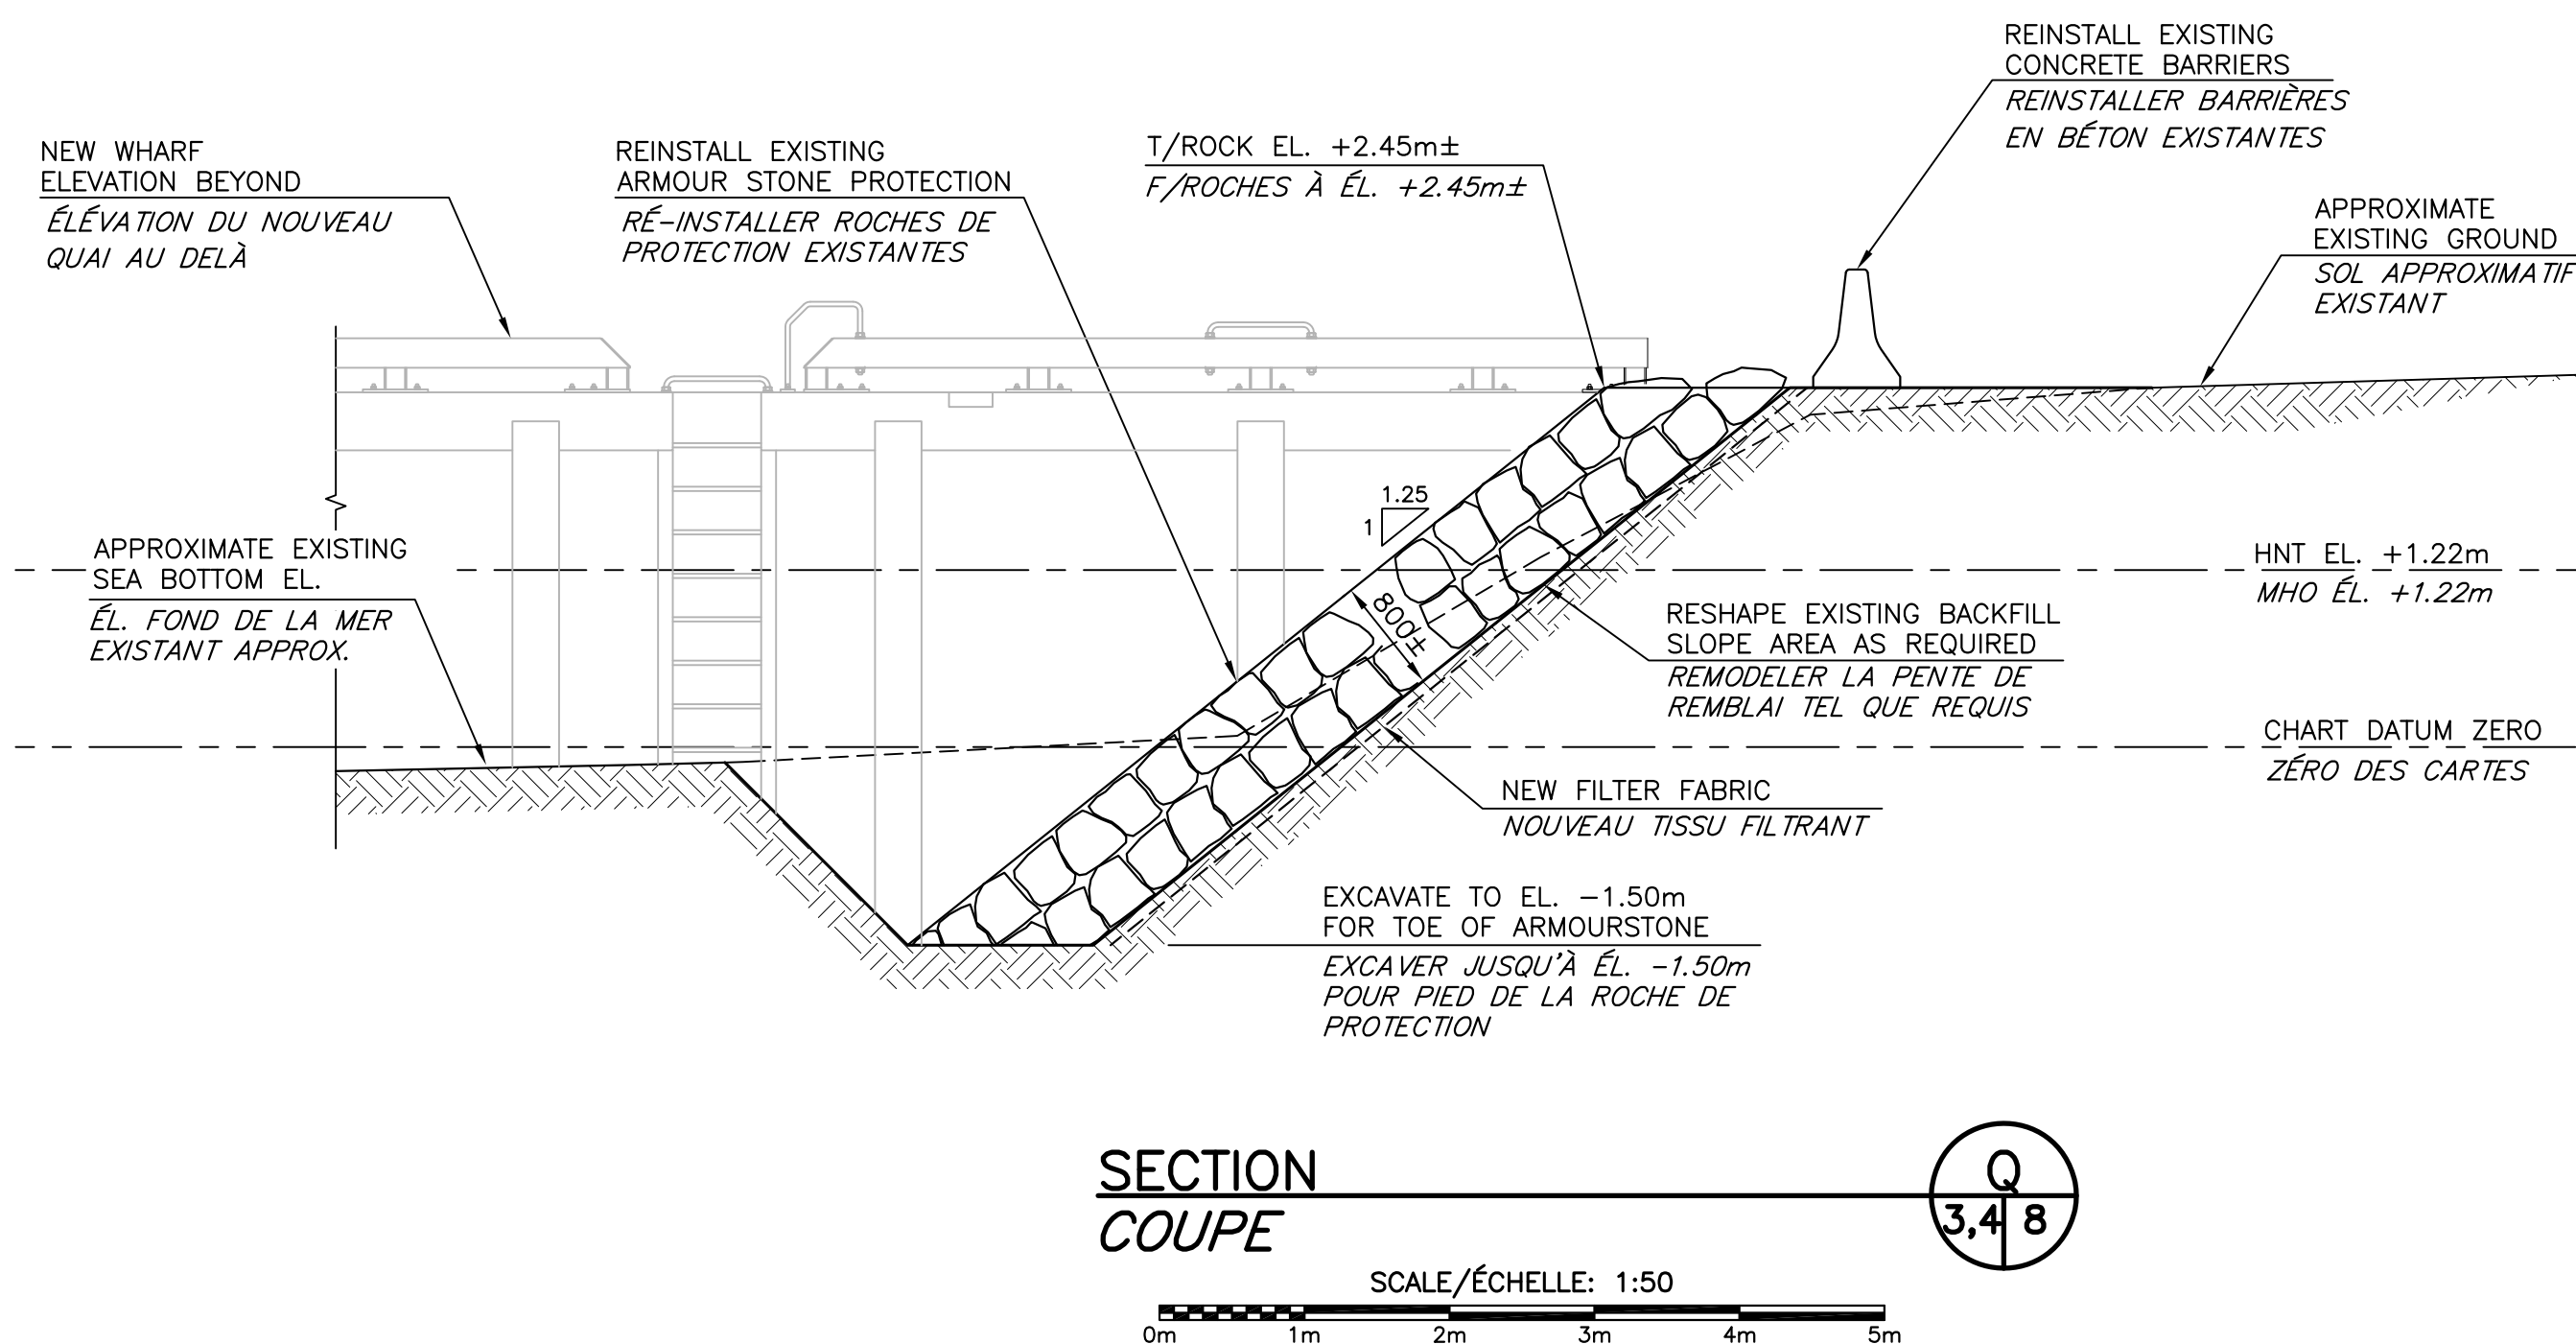 REINSTALL EXISTING
CONCRETE BARRIERS
REINSTALLER BARRIÈRES
EN BÉTON EXISTANTES
NEW WHARF
ELEVATION BEYOND
ÉLÉVATION DU NOUVEAU
QUAI AU DELÀ
REINSTALL EXISTING
ARMOUR STONE PROTECTION
RÉ-INSTALLER ROCHES DE
PROTECTION EXISTANTES
T/ROCK EL. +2.45m±
F/ROCHES À ÉL. +2.45m±
APPROXIMATE
EXISTING GROUND
SOL APPROXIMATIF
EXISTANT
1.25
1
APPROXIMATE EXISTING
SEA BOTTOM EL.
ÉL. FOND DE LA MER
EXISTANT APPROX.
HNT EL. +1.22m
MHO ÉL. +1.22m
800±
RESHAPE EXISTING BACKFILL
SLOPE AREA AS REQUIRED
REMODELER LA PENTE DE
REMBLAI TEL QUE REQUIS
CHART DATUM ZERO
ZÉRO DES CARTES
NEW FILTER FABRIC
NOUVEAU TISSU FILTRANT
EXCAVATE TO EL. -1.50m
FOR TOE OF ARMOURSTONE
EXCAVER JUSQU'À ÉL. -1.50m
POUR PIED DE LA ROCHE DE
PROTECTION
SECTION
COUPE
Q
3,4 8
SCALE/ÉCHELLE: 1:50
0m 1m 2m 3m 4m 5m